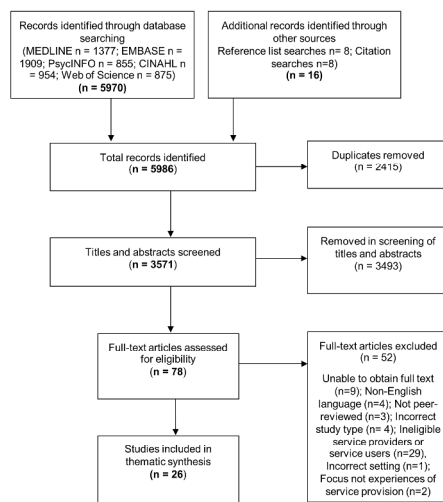 Records identified through database
searching
(MEDLINE n = 1377; EMBASE n =
1909; PsycINFO n = 855; CINAHL n
= 954; Web of Science n = 875)
(n = 5970)
Additional records identified through
other sources
Reference list searches n= 8; Citation
searches n=8)
(n = 16)
Total records identified
(n = 5986)
Duplicates removed
(n = 2415)
Titles and abstracts screened
(n = 3571)
Removed in screening of
titles and abstracts
(n = 3493)
Full-text articles assessed
for eligibility
(n = 78)
Full-text articles excluded
(n = 52)
Unable to obtain full text
(n=9); Non-English
language (n=4); Not peer-
reviewed (n=3); Incorrect
study type (n= 4); Ineligible
service providers or
service users (n=29),
Incorrect setting (n=1);
Focus not experiences of
service provision (n=2)
Studies included in
thematic synthesis
(n = 26)